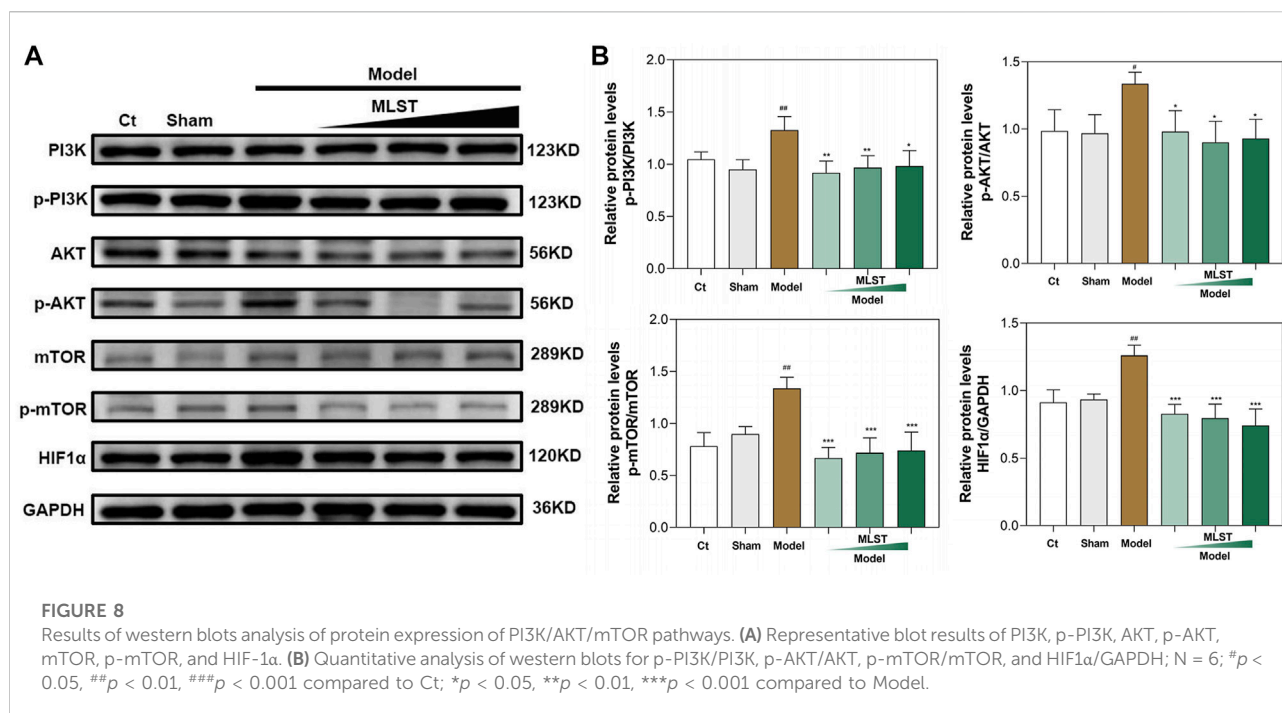 A
Model
MLST
Ct Sham
PI3K 123KD
p-PI3K 123KD
AKT 56KD
p-AKT 56KD
mTOR 289KD
p-mTOR 289KD
HIF1α 120KD
GAPDH 36KD
B
Relative protein levels
p-PI3K/PI3K
2.0
1.5
1.0
0.5
0.0
##
** ** *
Ct Sham Model MLST
Model
Relative protein levels
p-AKT/AKT
1.5
1.0
0.5
0.0
#
* * *
Ct Sham Model MLST
Model
Relative protein levels
p-mTOR/mTOR
2.0
1.5
1.0
0.5
0.0
##
*** *** ***
Ct Sham Model MLST
Model
Relative protein levels
HIF1α/GAPDH
1.5
1.0
0.5
0.0
##
*** *** ***
Ct Sham Model MLST
Model
FIGURE 8
Results of western blots analysis of protein expression of PI3K/AKT/mTOR pathways. (A) Representative blot results of PI3K, p-PI3K, AKT, p-AKT,
mTOR, p-mTOR, and HIF-1α. (B) Quantitative analysis of western blots for p-PI3K/PI3K, p-AKT/AKT, p-mTOR/mTOR, and HIF1α/GAPDH; N = 6; #p <
0.05, ##p < 0.01, ###p < 0.001 compared to Ct; *p < 0.05, **p < 0.01, ***p < 0.001 compared to Model.